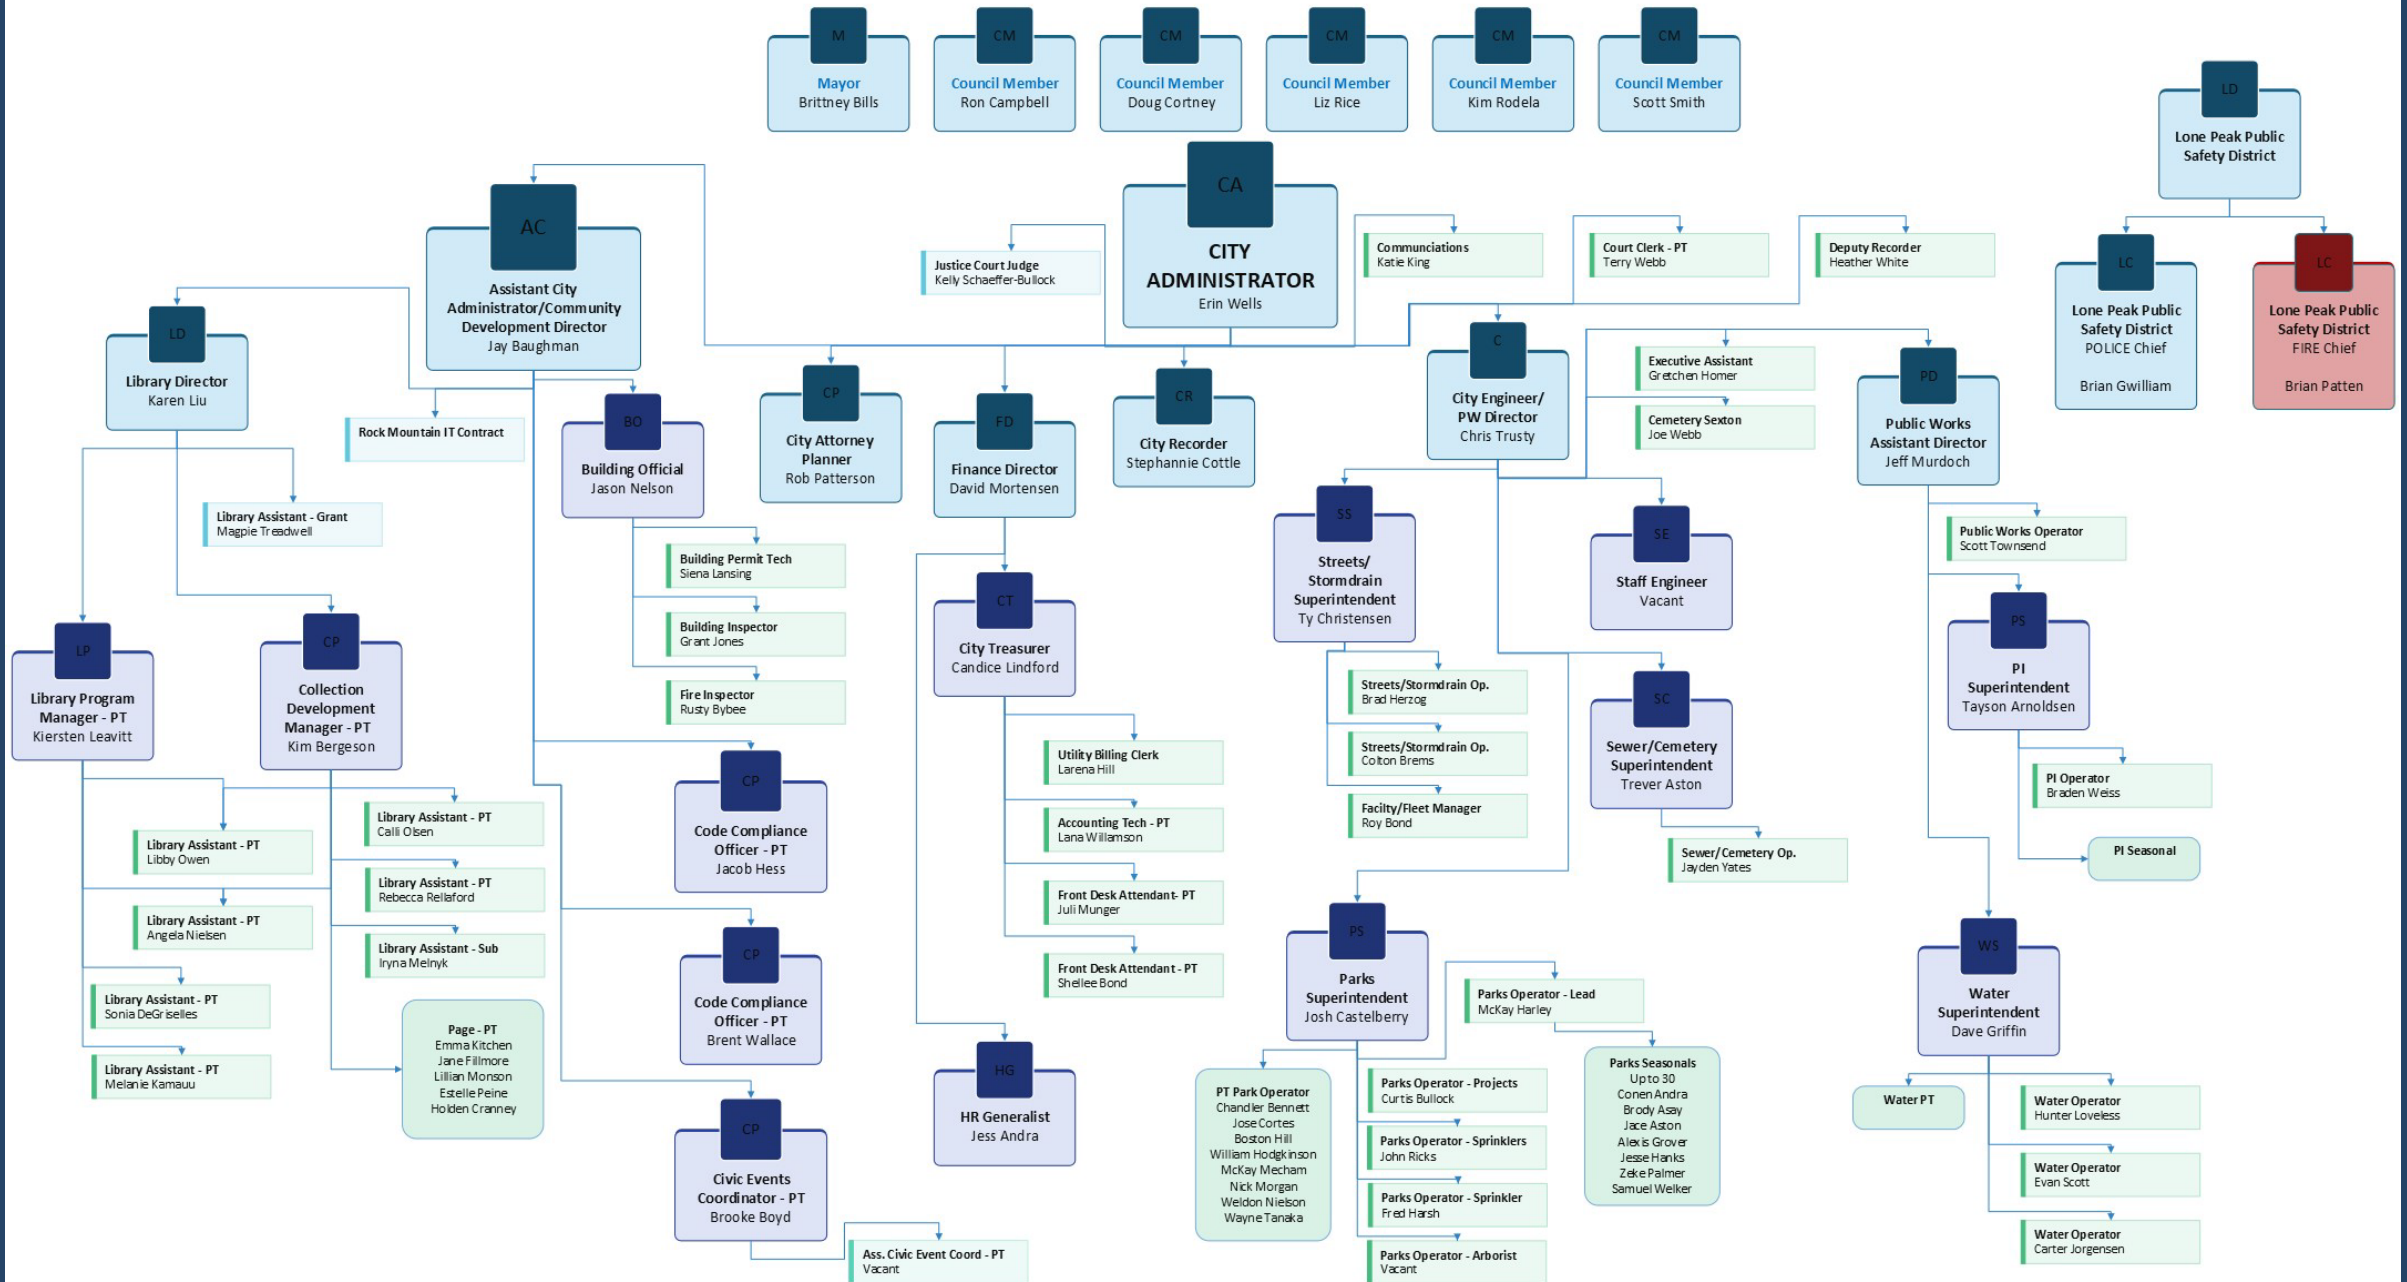 M
Mayor
Brittney Bills
CM
Council Member
Ron Campbell
CM
Council Member
Doug Cortney
CM
Council Member
Liz Rice
CM
Council Member
Kim Rodela
CM
Council Member
Scott Smith
LD
Lone Peak Public
Safety District
LC
Lone Peak Public
Safety District
POLICE Chief
Brian Gwilliam
LC
Lone Peak Public
Safety District
FIRE Chief
Brian Patten
CA
CITY
ADMINISTRATOR
Erin Wells
AC
Assistant City
Administrator/Community
Development Director
Jay Baughman
Justice Court Judge
Kelly Schaeffer-Bullock
Communciations
Katie King
Court Clerk - PT
Terry Webb
Deputy Recorder
Heather White
LD
Library Director
Karen Liu
Rock Mountain IT Contract
BO
Building Official
Jason Nelson
CP
City Attorney
Planner
Rob Patterson
FD
Finance Director
David Mortensen
CR
City Recorder
Stephannie Cottle
C
City Engineer/
PW Director
Chris Trusty
Executive Assistant
Gretchen Homer
Cemetery Sexton
Joe Webb
PD
Public Works
Assistant Director
Jeff Murdoch
Library Assistant - Grant
Magpie Treadwell
Building Permit Tech
Siena Lansing
Building Inspector
Grant Jones
Fire Inspector
Rusty Bybee
CT
City Treasurer
Candice Lindford
SS
Streets/
Stormdrain
Superintendent
Ty Christensen
SE
Staff Engineer
Vacant
Public Works Operator
Scott Townsend
PS
PI
Superintendent
Tayson Arnoldsen
LP
Library Program
Manager - PT
Kiersten Leavitt
CP
Collection
Development
Manager - PT
Kim Bergeson
Streets/Stormdrain Op.
Brad Herzog
Streets/Stormdrain Op.
Colton Brems
Facilty/Fleet Manager
Roy Bond
SC
Sewer/Cemetery
Superintendent
Trever Aston
Sewer/Cemetery Op.
Jayden Yates
PI Operator
Braden Weiss
PI Seasonal
Utility Billing Clerk
Larena Hill
Accounting Tech - PT
Lana Willamson
Front Desk Attendant- PT
Juli Munger
Front Desk Attendant - PT
Shellee Bond
CP
Code Compliance
Officer - PT
Jacob Hess
CP
Code Compliance
Officer - PT
Brent Wallace
CP
Civic Events
Coordinator - PT
Brooke Boyd
Ass. Civic Event Coord - PT
Vacant
Library Assistant - PT
Calli Olsen
Library Assistant - PT
Libby Owen
Library Assistant - PT
Rebecca Rellaford
Library Assistant - PT
Angela Nielsen
Library Assistant - Sub
Iryna Melnyk
Library Assistant - PT
Sonia DeGriselles
Library Assistant - PT
Melanie Kamauu
Page - PT
Emma Kitchen
Jane Fillmore
Lillian Monson
Estelle Peine
Holden Cranney
HG
HR Generalist
Jess Andra
PS
Parks
Superintendent
Josh Castelberry
Parks Operator - Lead
McKay Harley
PT Park Operator
Chandler Bennett
Jose Cortes
Boston Hill
William Hodgkinson
McKay Mecham
Nick Morgan
Weldon Nielson
Wayne Tanaka
Parks Operator - Projects
Curtis Bullock
Parks Operator - Sprinklers
John Ricks
Parks Operator - Sprinkler
Fred Harsh
Parks Operator - Arborist
Vacant
Parks Seasonals
Up to 30
Conen Andra
Brody Asay
Jace Aston
Alexis Grover
Jesse Hanks
Zeke Palmer
Samuel Welker
WS
Water
Superintendent
Dave Griffin
Water PT
Water Operator
Hunter Loveless
Water Operator
Evan Scott
Water Operator
Carter Jorgensen